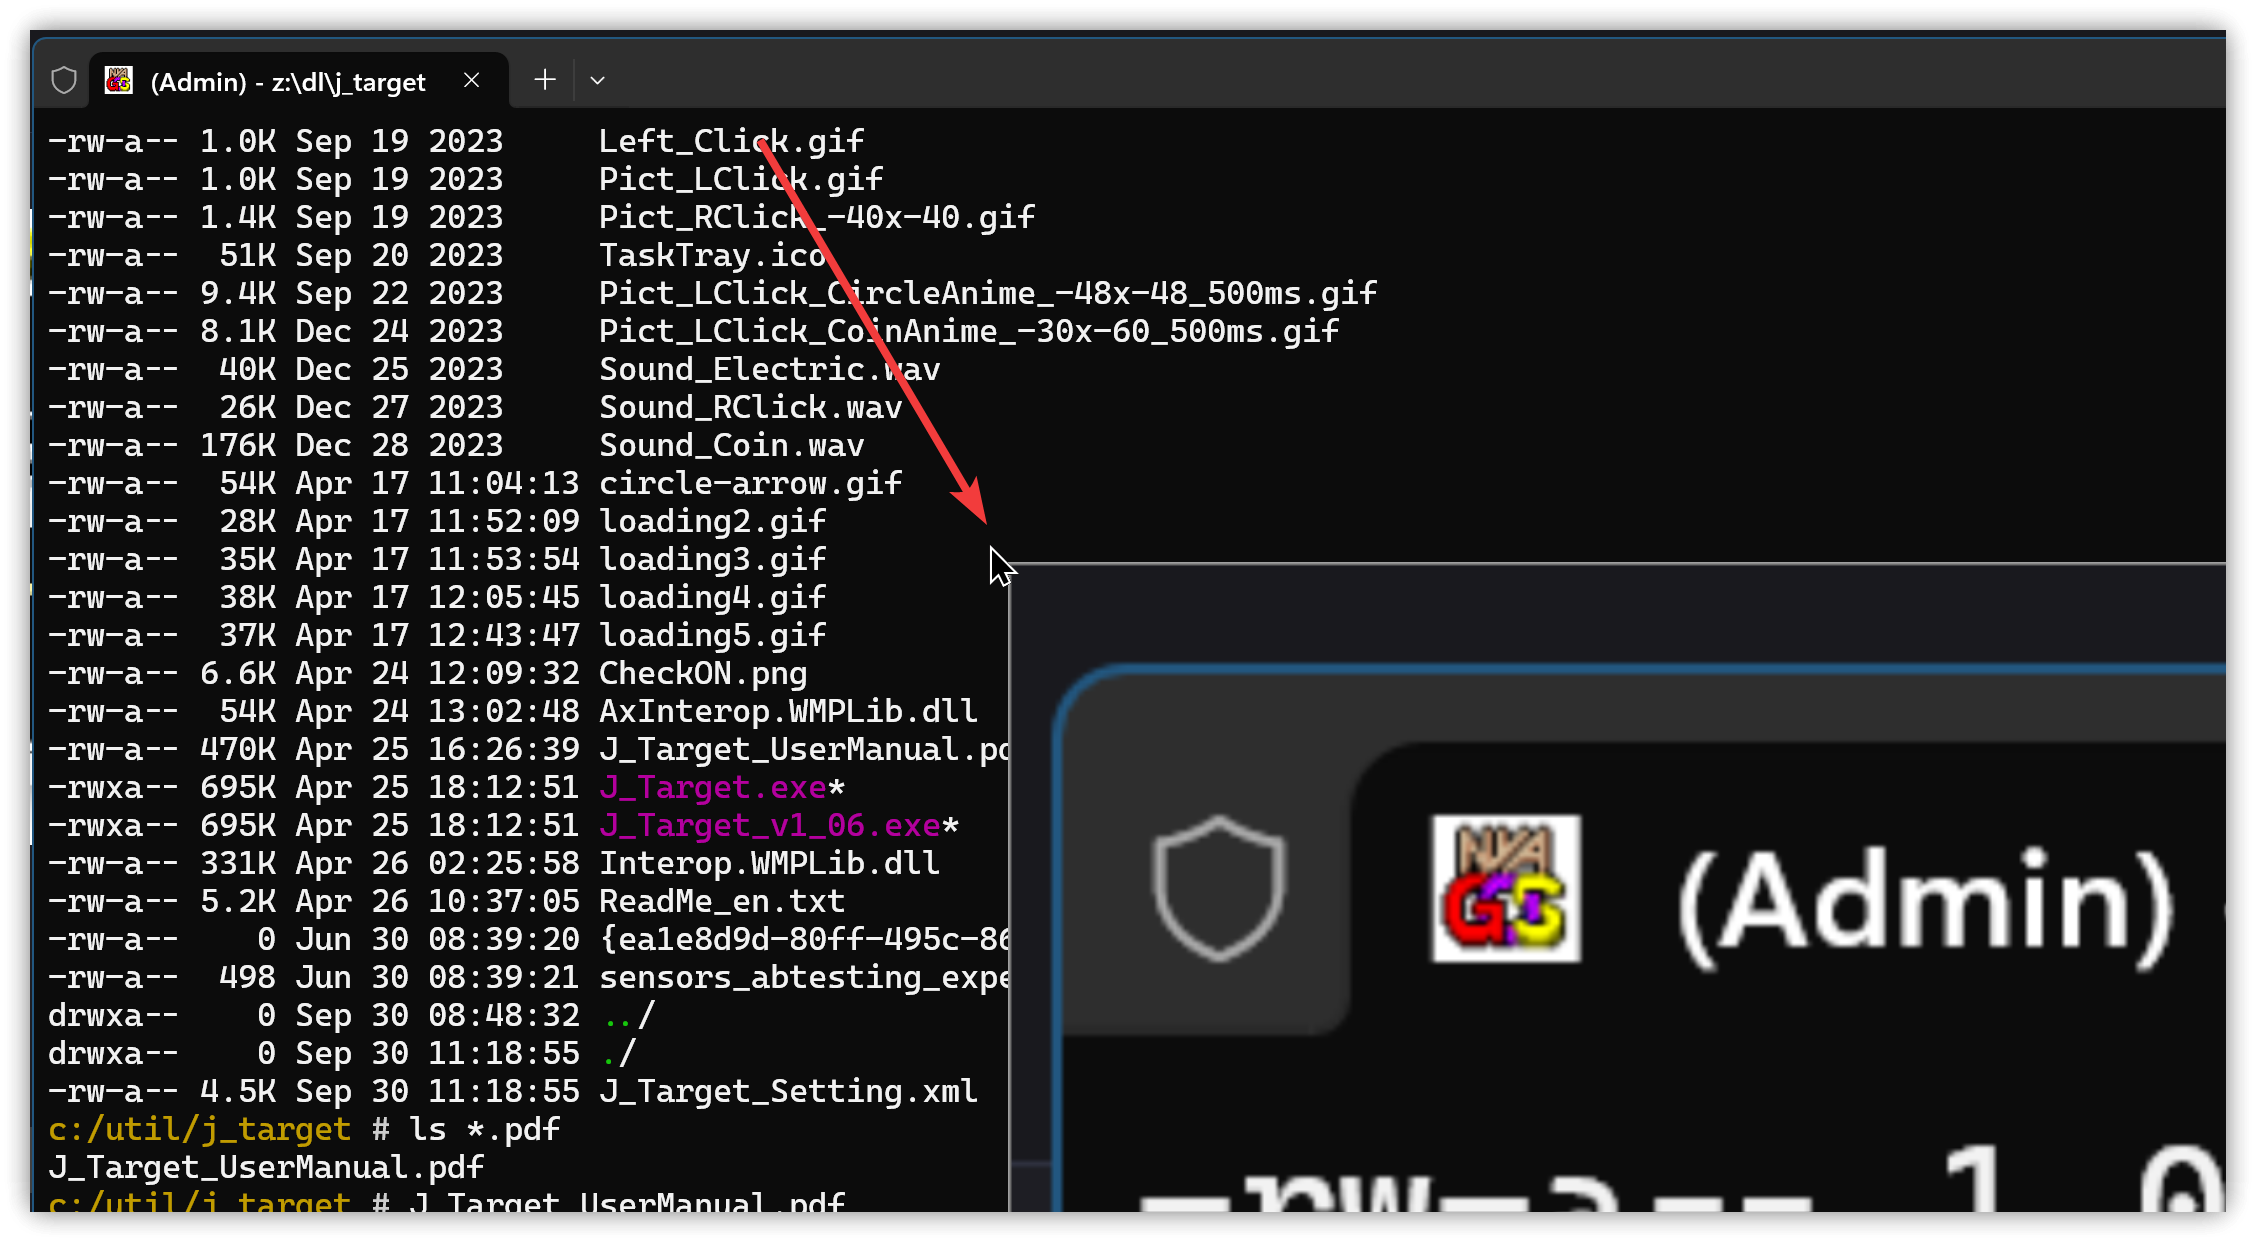 (Admin) - z:\dl\j_target
-rw-a-- 1.0K Sep 19 2023     Left_Click.gif
-rw-a-- 1.0K Sep 19 2023     Pict_LClick.gif
-rw-a-- 1.4K Sep 19 2023     Pict_RClick_-40x-40.gif
-rw-a--  51K Sep 20 2023     TaskTray.ico
-rw-a-- 9.4K Sep 22 2023     Pict_LClick_CircleAnime_-48x-48_500ms.gif
-rw-a-- 8.1K Dec 24 2023     Pict_LClick_CoinAnime_-30x-60_500ms.gif
-rw-a--  40K Dec 25 2023     Sound_Electric.wav
-rw-a--  26K Dec 27 2023     Sound_RClick.wav
-rw-a-- 176K Dec 28 2023     Sound_Coin.wav
-rw-a--  54K Apr 17 11:04:13 circle-arrow.gif
-rw-a--  28K Apr 17 11:52:09 loading2.gif
-rw-a--  35K Apr 17 11:53:54 loading3.gif
-rw-a--  38K Apr 17 12:05:45 loading4.gif
-rw-a--  37K Apr 17 12:43:47 loading5.gif
-rw-a-- 6.6K Apr 24 12:09:32 CheckON.png
-rw-a--  54K Apr 24 13:02:48 AxInterop.WMPLib.dll
-rw-a-- 470K Apr 25 16:26:39 J_Target_UserManual.pd
-rwxa-- 695K Apr 25 18:12:51 J_Target.exe*
-rwxa-- 695K Apr 25 18:12:51 J_Target_v1_06.exe*
-rw-a-- 331K Apr 26 02:25:58 Interop.WMPLib.dll
-rw-a-- 5.2K Apr 26 10:37:05 ReadMe_en.txt
-rw-a--    0 Jun 30 08:39:20 {ea1e8d9d-80ff-495c-86
-rw-a--  498 Jun 30 08:39:21 sensors_abtesting_expe
drwxa--    0 Sep 30 08:48:32 ../
drwxa--    0 Sep 30 11:18:55 ./
-rw-a-- 4.5K Sep 30 11:18:55 J_Target_Setting.xml
c:/util/j_target # ls *.pdf
J_Target_UserManual.pdf
c:/util/j_target # J_Target_UserManual.pdf
NYA
GOS
(Admin)
-rw-a-- 1.0